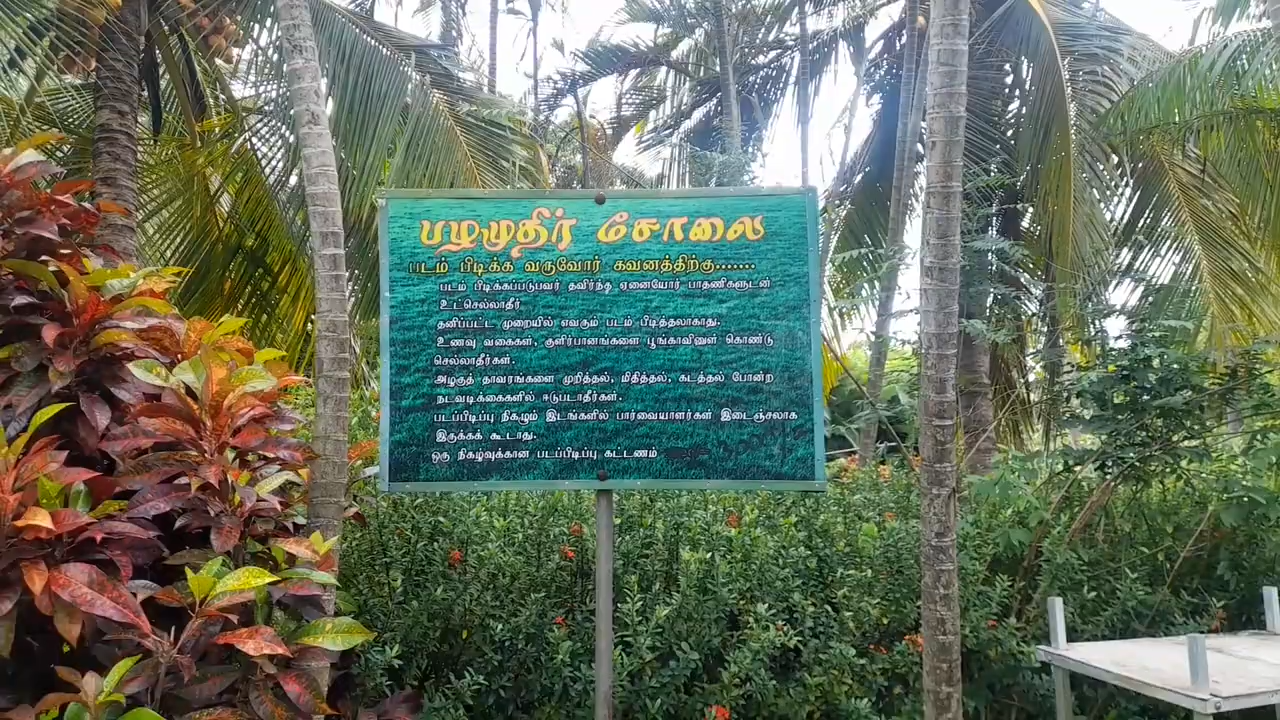 பழமுதிர் சோலை
படம் பிடிக்க வருவோர் கவனத்திற்கு.......
படம் பிடிக்கப்படுபவர் தவிர்ந்த ஏனையோர் பாதணிகளுடன்
உட்செல்லாதீர்
தனிப்பட்ட முறையில் எவகும் படம் பிடித்தலாகாது.
உணவு வகைகள், குளிர்பானங்களை பூங்காவினுள் கொண்டு
செல்லாதீர்கள்.
அழகுத் தாவரங்களை முறித்தல், மிதித்தல், கடத்தல் போன்ற
நடவடிக்கைகளில் ஈடுபடாதீர்கள்.
படப்பிடிப்பு நிகழும் இடங்களில் பார்வையாளர்கள் இடைஞ்சலாக
இருக்கக் கூடாது.
ஒரு நிகழ்வுக்கான படப்பிடிப்பு கட்டணம்